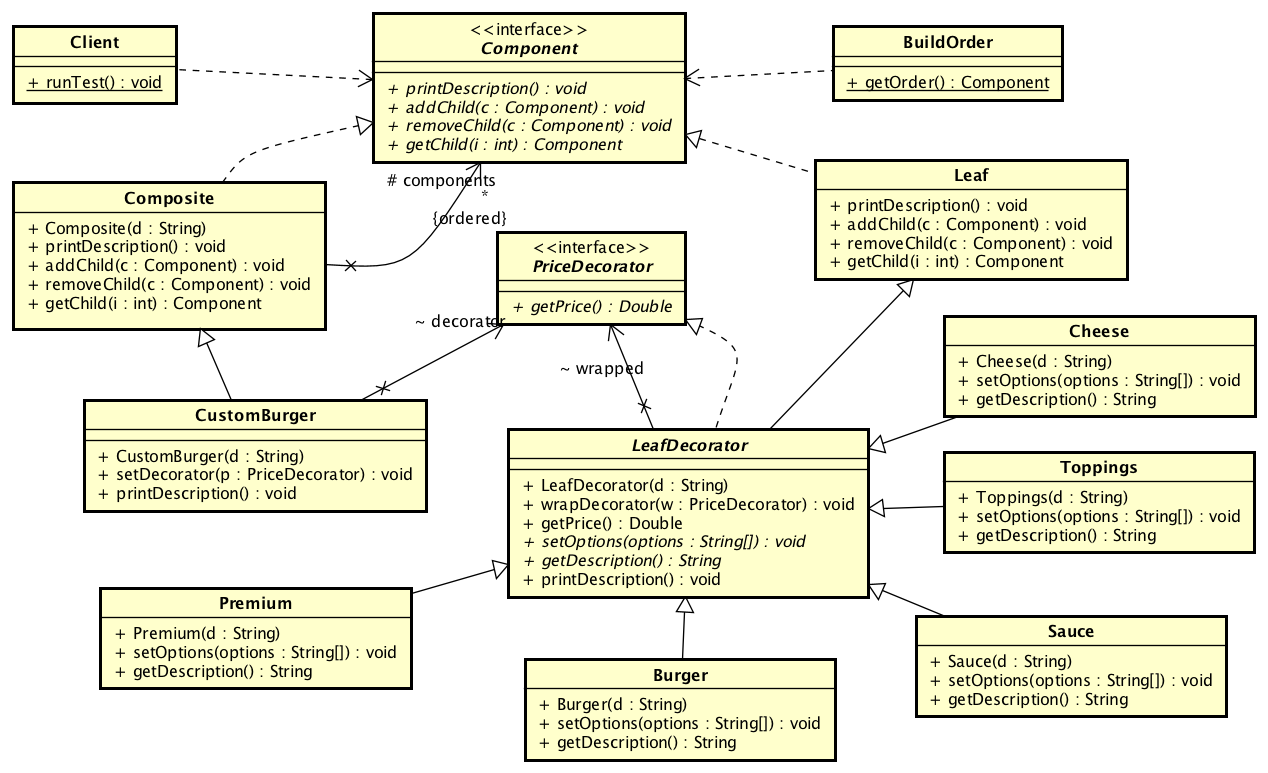 Client
+ runTest() : void
<<interface>>
Component
+ printDescription() : void
+ addChild(c : Component) : void
+ removeChild(c : Component) : void
+ getChild(i : int) : Component
BuildOrder
+ getOrder() : Component
Composite
+ Composite(d : String)
+ printDescription() : void
+ addChild(c : Component) : void
+ removeChild(c : Component) : void
+ getChild(i : int) : Component
# components
*
{ordered}
Leaf
+ printDescription() : void
+ addChild(c : Component) : void
+ removeChild(c : Component) : void
+ getChild(i : int) : Component
<<interface>>
PriceDecorator
+ getPrice() : Double
~ decorator
~ wrapped
CustomBurger
+ CustomBurger(d : String)
+ setDecorator(p : PriceDecorator) : void
+ printDescription() : void
LeafDecorator
+ LeafDecorator(d : String)
+ wrapDecorator(w : PriceDecorator) : void
+ getPrice() : Double
+ setOptions(options : String[]) : void
+ getDescription() : String
+ printDescription() : void
Cheese
+ Cheese(d : String)
+ setOptions(options : String[]) : void
+ getDescription() : String
Toppings
+ Toppings(d : String)
+ setOptions(options : String[]) : void
+ getDescription() : String
Premium
+ Premium(d : String)
+ setOptions(options : String[]) : void
+ getDescription() : String
Burger
+ Burger(d : String)
+ setOptions(options : String[]) : void
+ getDescription() : String
Sauce
+ Sauce(d : String)
+ setOptions(options : String[]) : void
+ getDescription() : String